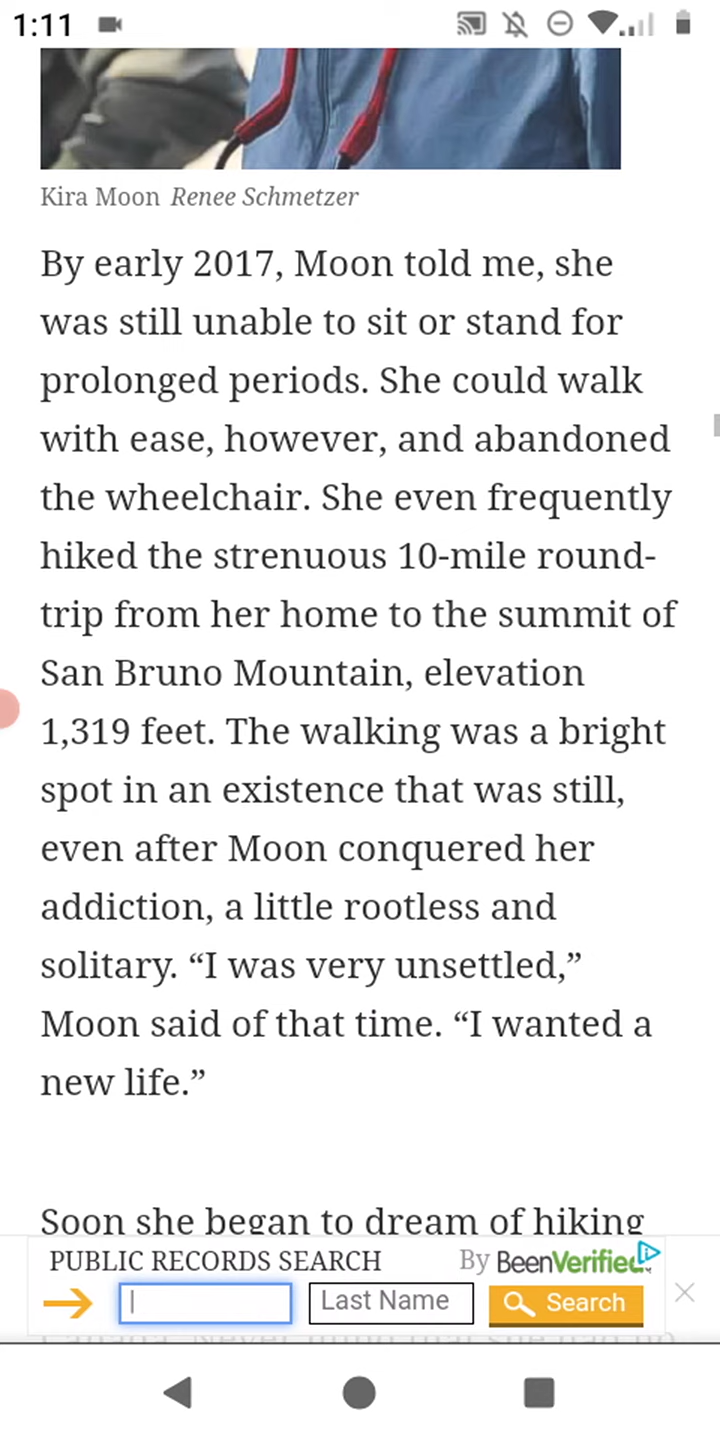 1:11
Kira Moon Renee Schmetzer
By early 2017, Moon told me, she
was still unable to sit or stand for
prolonged periods. She could walk
with ease, however, and abandoned
the wheelchair. She even frequently
hiked the strenuous 10-mile round-
trip from her home to the summit of
San Bruno Mountain, elevation
1,319 feet. The walking was a bright
spot in an existence that was still,
even after Moon conquered her
addiction, a little rootless and
solitary. “I was very unsettled,”
Moon said of that time. “I wanted a
new life.”
Soon she began to dream of hiking
PUBLIC RECORDS SEARCH By BeenVerified
Last Name Search